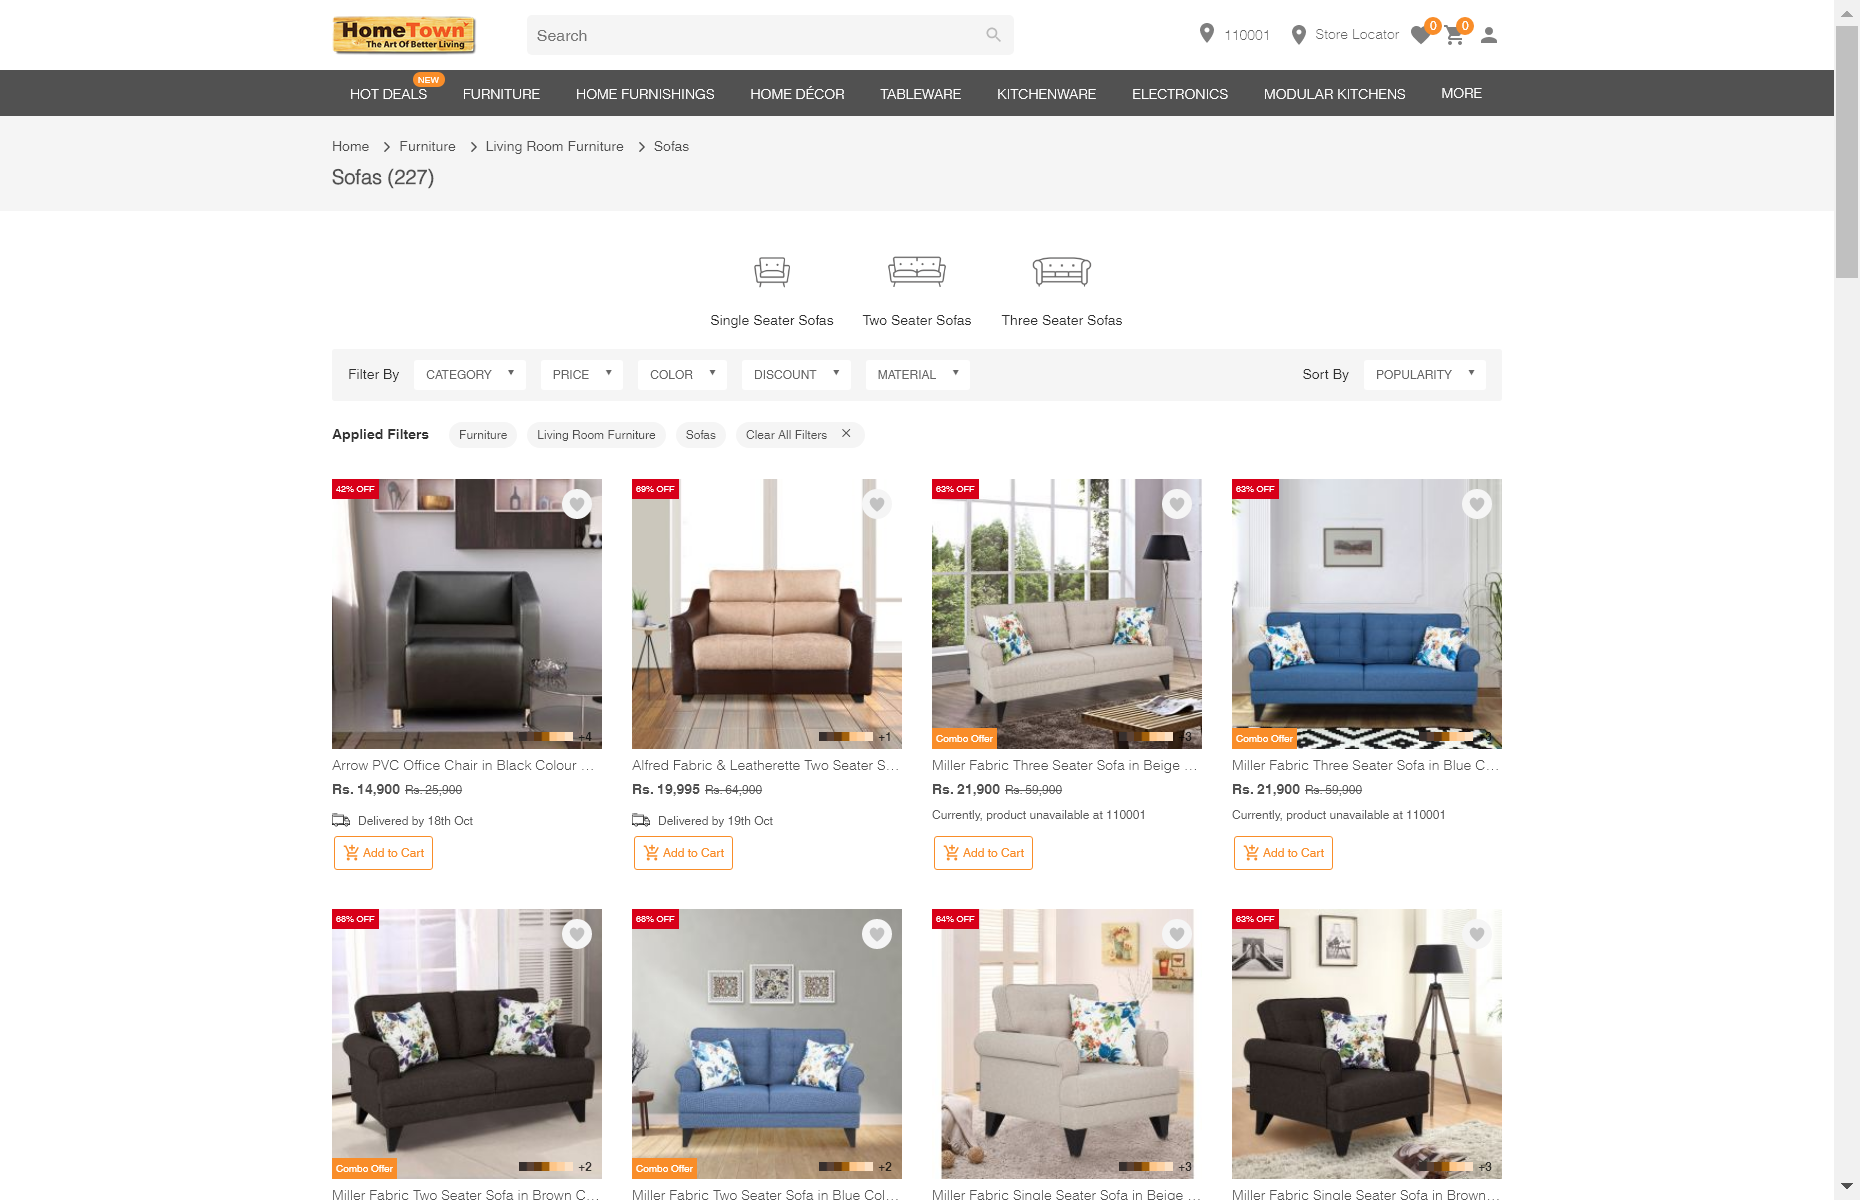 HomeTown
The Art Of Better Living
Search
110001
Store Locator
0
0
NEW
HOT DEALS
FURNITURE
HOME FURNISHINGS
HOME DÉCOR
TABLEWARE
KITCHENWARE
ELECTRONICS
MODULAR KITCHENS
MORE
Home
Furniture
Living Room Furniture
Sofas
Sofas (227)
Single Seater Sofas
Two Seater Sofas
Three Seater Sofas
Filter By
CATEGORY
PRICE
COLOR
DISCOUNT
MATERIAL
Sort By
POPULARITY
Applied Filters
Furniture
Living Room Furniture
Sofas
Clear All Filters
42% OFF
+4
Arrow PVC Office Chair in Black Colour ...
Rs. 14,900 Rs. 25,900
Delivered by 18th Oct
Add to Cart
69% OFF
+1
Alfred Fabric & Leatherette Two Seater S...
Rs. 19,995 Rs. 64,900
Delivered by 19th Oct
Add to Cart
63% OFF
Combo Offer
+3
Miller Fabric Three Seater Sofa in Beige ...
Rs. 21,900 Rs. 59,900
Currently, product unavailable at 110001
Add to Cart
63% OFF
Combo Offer
+3
Miller Fabric Three Seater Sofa in Blue C...
Rs. 21,900 Rs. 59,900
Currently, product unavailable at 110001
Add to Cart
68% OFF
Combo Offer
+2
Miller Fabric Two Seater Sofa in Brown C...
68% OFF
Combo Offer
+2
Miller Fabric Two Seater Sofa in Blue Col...
64% OFF
+3
Miller Fabric Single Seater Sofa in Beige ...
63% OFF
+3
Miller Fabric Single Seater Sofa in Brown...